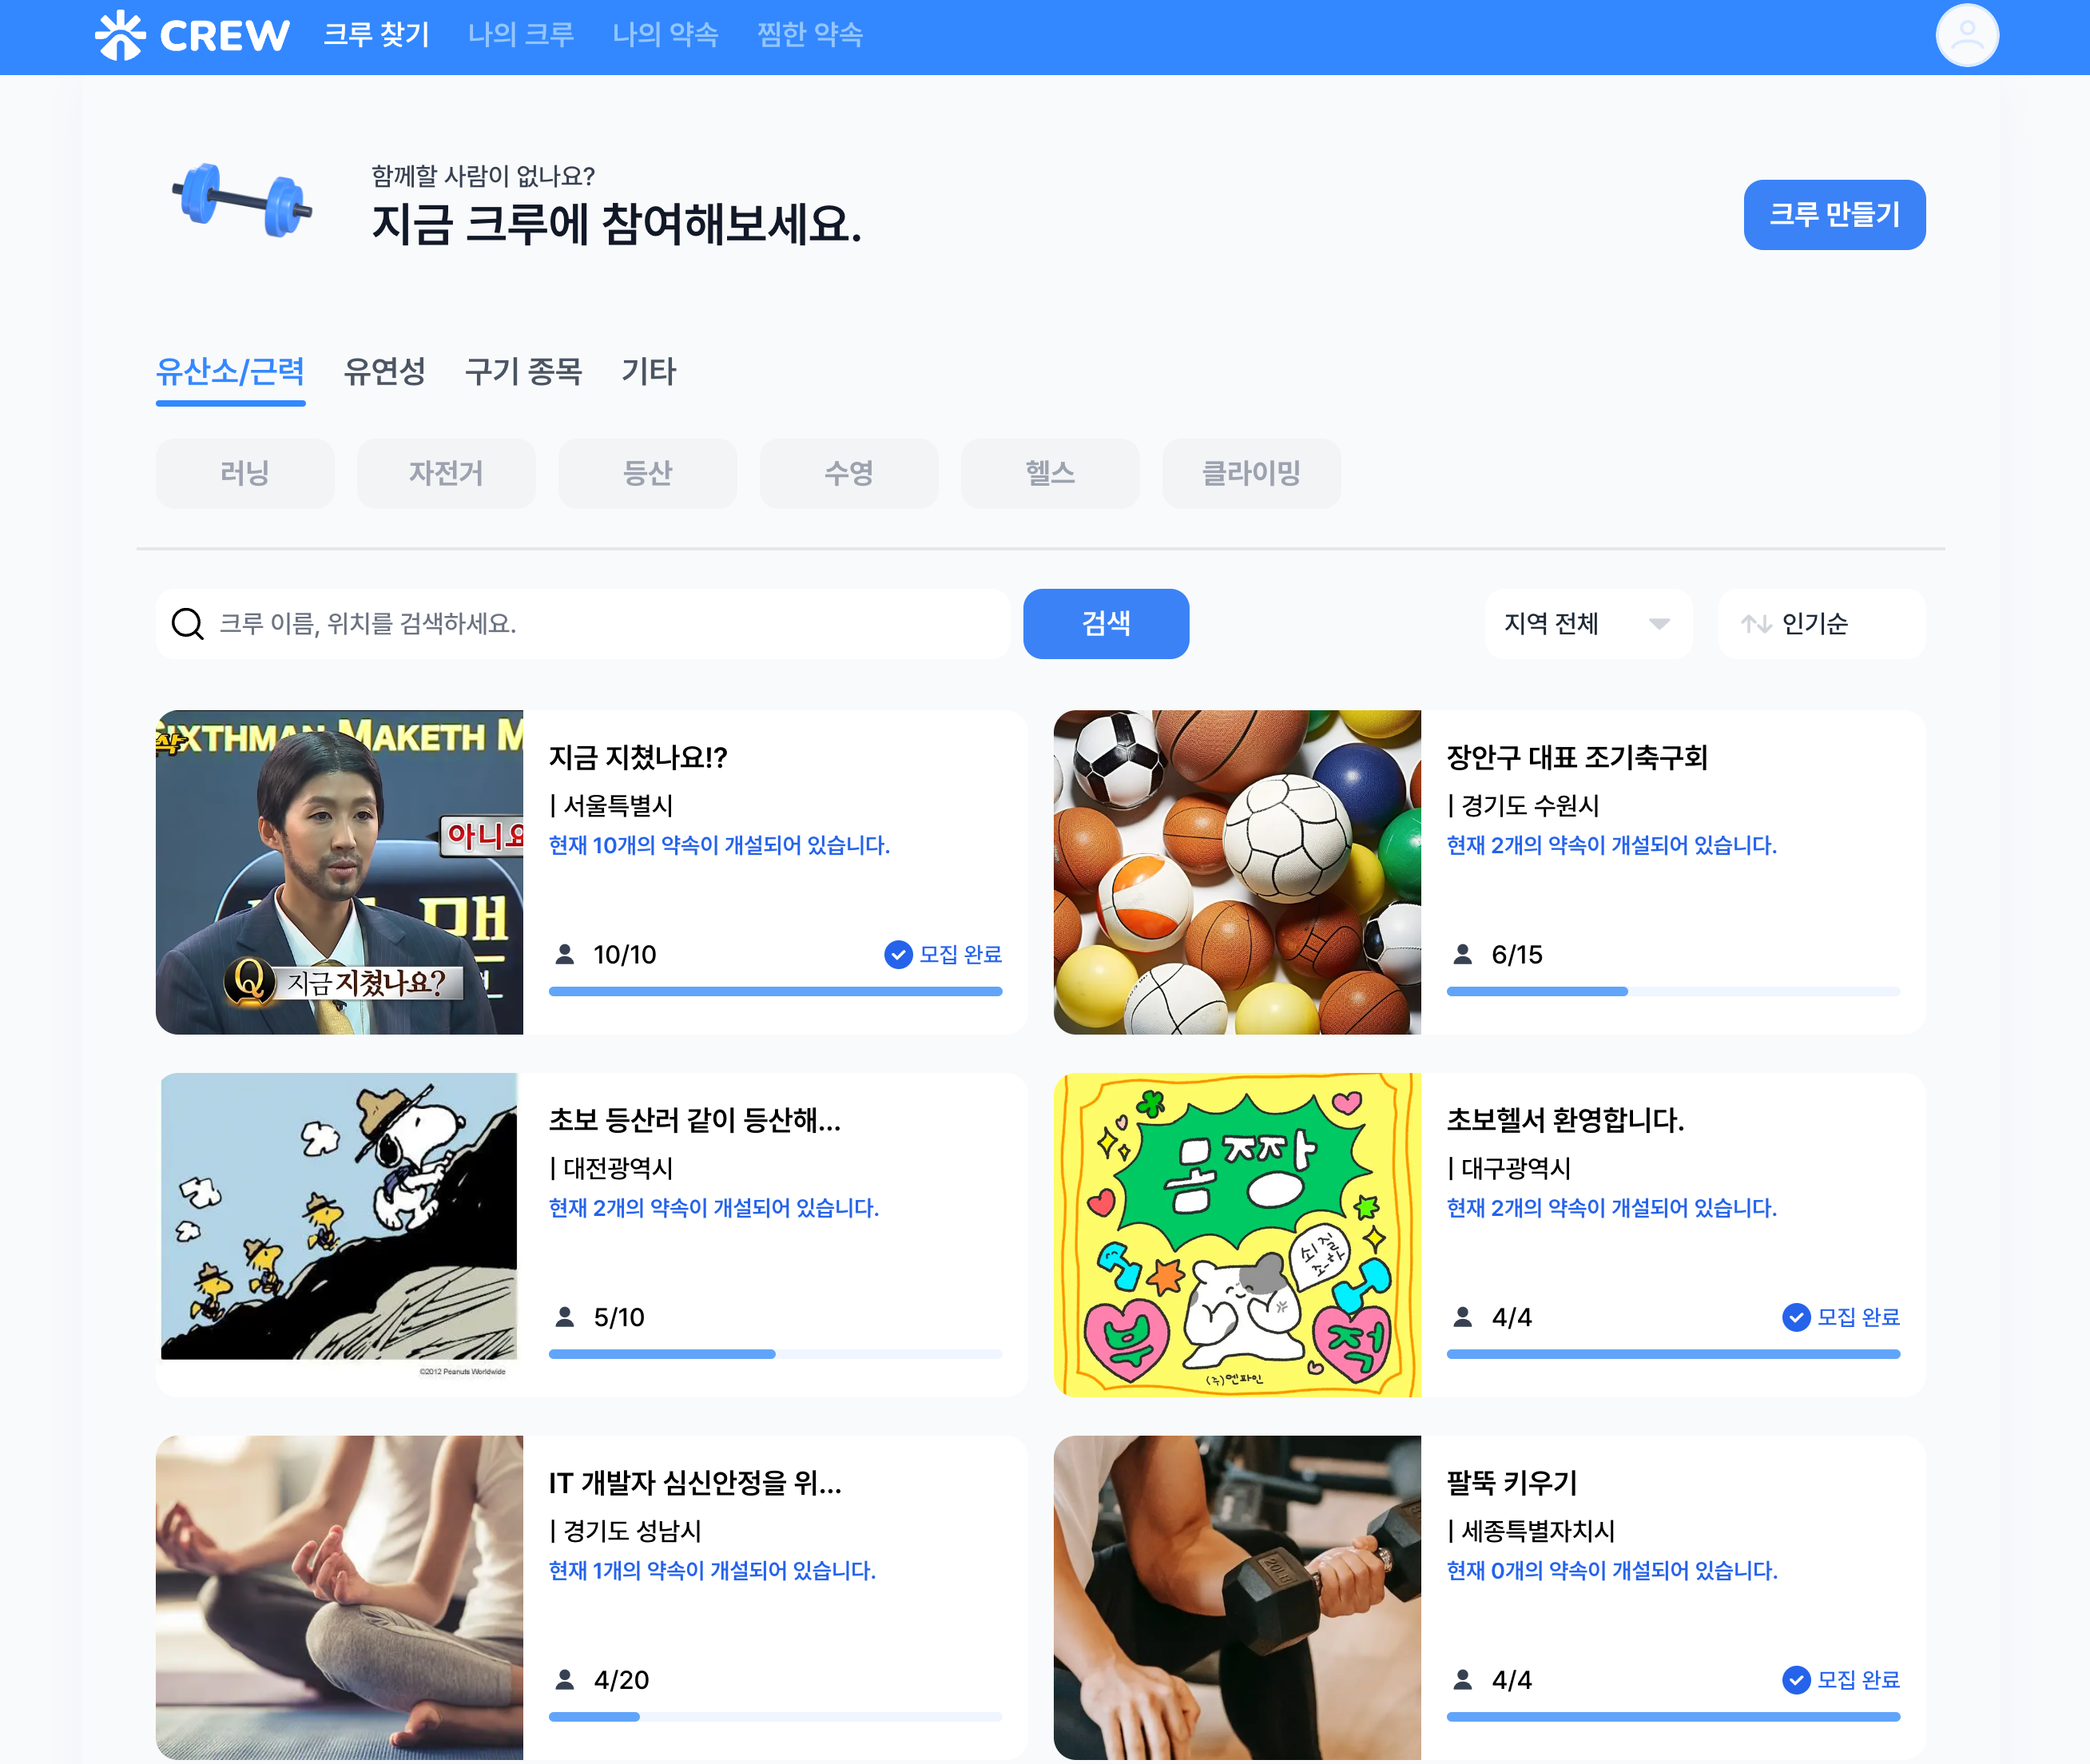 CREW
크루 찾기
나의 크루
나의 약속
찜한 약속
함께할 사람이 없나요?
지금 크루에 참여해보세요.
크루 만들기
유산소/근력
유연성
구기 종목
기타
러닝
자전거
등산
수영
헬스
클라이밍
크루 이름, 위치를 검색하세요.
검색
지역 전체
인기순
SIXTHMAN MAKETH M
아니요
Q 지금 지쳤나요?
지금 지쳤나요!?
| 서울특별시
현재 10개의 약속이 개설되어 있습니다.
10/10
모집 완료
장안구 대표 조기축구회
| 경기도 수원시
현재 2개의 약속이 개설되어 있습니다.
6/15
©2012 Peanuts Worldwide
초보 등산러 같이 등산해...
| 대전광역시
현재 2개의 약속이 개설되어 있습니다.
5/10
몸짱
쇠질
조아
부
적
(주)멘파인
초보헬서 환영합니다.
| 대구광역시
현재 2개의 약속이 개설되어 있습니다.
4/4
모집 완료
IT 개발자 심신안정을 위...
| 경기도 성남시
현재 1개의 약속이 개설되어 있습니다.
4/20
20LB
팔뚝 키우기
| 세종특별자치시
현재 0개의 약속이 개설되어 있습니다.
4/4
모집 완료